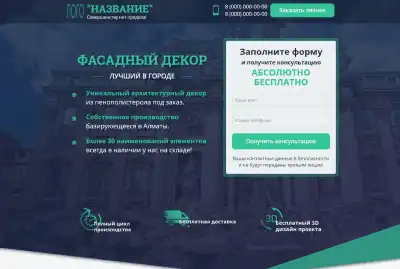 ЛОГО "НАЗВАНИЕ"
Совершенству нет предела!
8 (000) 000-00-00
8 (000) 000-00-00
Заказать звонок
ФАСАДНЫЙ ДЕКОР
ЛУЧШИЙ В ГОРОДЕ
Уникальный архитектурный декор
из пенополистерола под заказ.
Собственное производство
базирующееся в Алматы.
Более 30 наименований элементов
всегда в наличии у нас на складе!
Заполните форму
и получите консультацию
АБСОЛЮТНО
БЕСПЛАТНО
Ваше имя
Номер телефона
Получить консультацию
Ваши контактные данные в безопасности
и не будут переданы третьим лицам!
Полный цикл
производства
Бесплатная доставка
3D
Бесплатный 3D
дизайн проекта